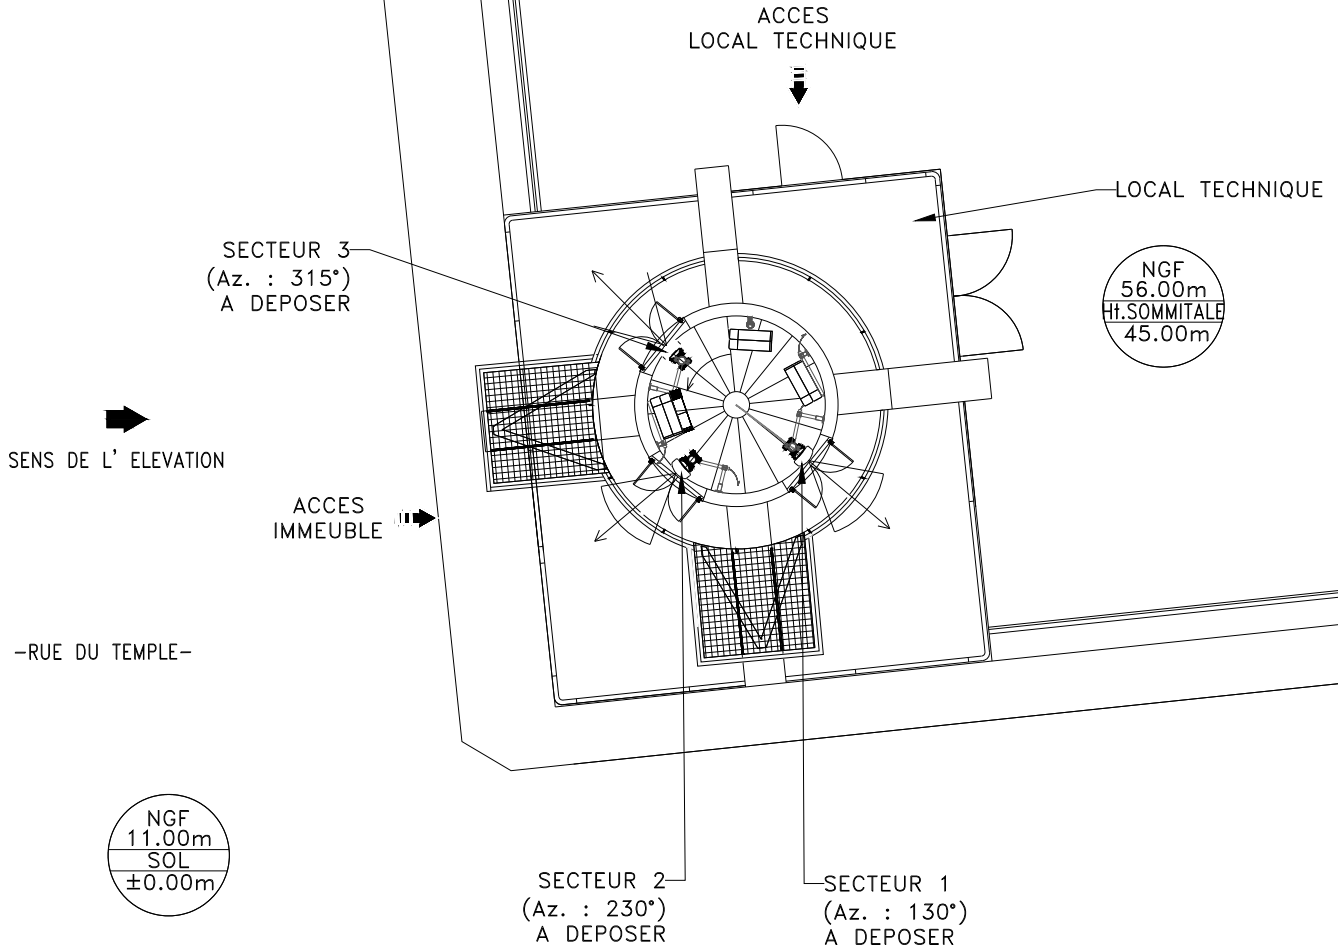 ACCES
LOCAL TECHNIQUE
LOCAL TECHNIQUE
SECTEUR 3
(Az. : 315°)
A DEPOSER
NGF
56.00m
Ht.SOMMITALE
45.00m
SENS DE L' ELEVATION
ACCES
IMMEUBLE
-RUE DU TEMPLE-
NGF
11.00m
SOL
±0.00m
SECTEUR 2
(Az. : 230°)
A DEPOSER
SECTEUR 1
(Az. : 130°)
A DEPOSER